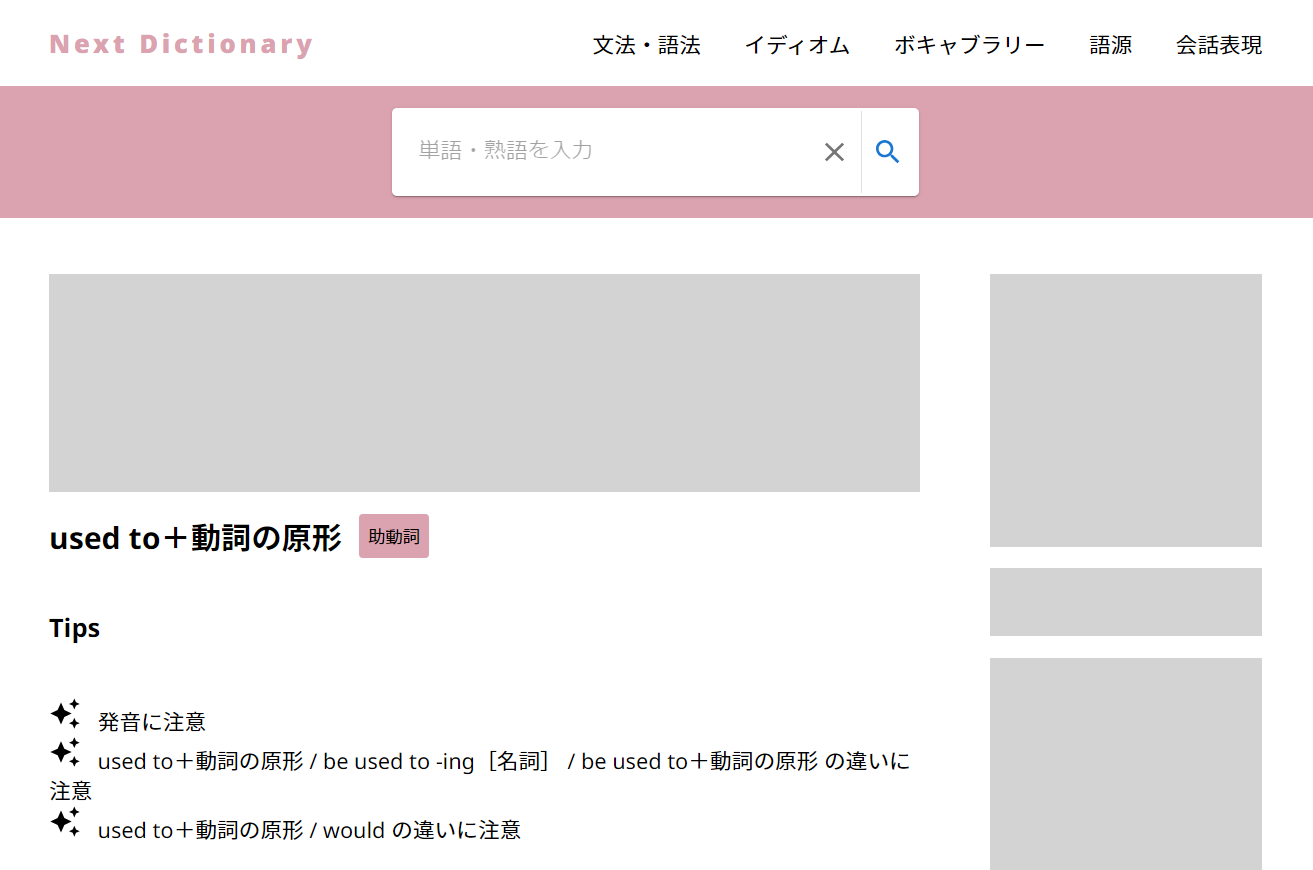 Next Dictionary
文法・語法 イディオム ボキャブラリー 語源 会話表現
単語・熟語を入力
used to＋動詞の原形 助動詞
Tips
発音に注意
used to＋動詞の原形 / be used to -ing［名詞］ / be used to＋動詞の原形 の違いに
注意
used to＋動詞の原形 / would の違いに注意